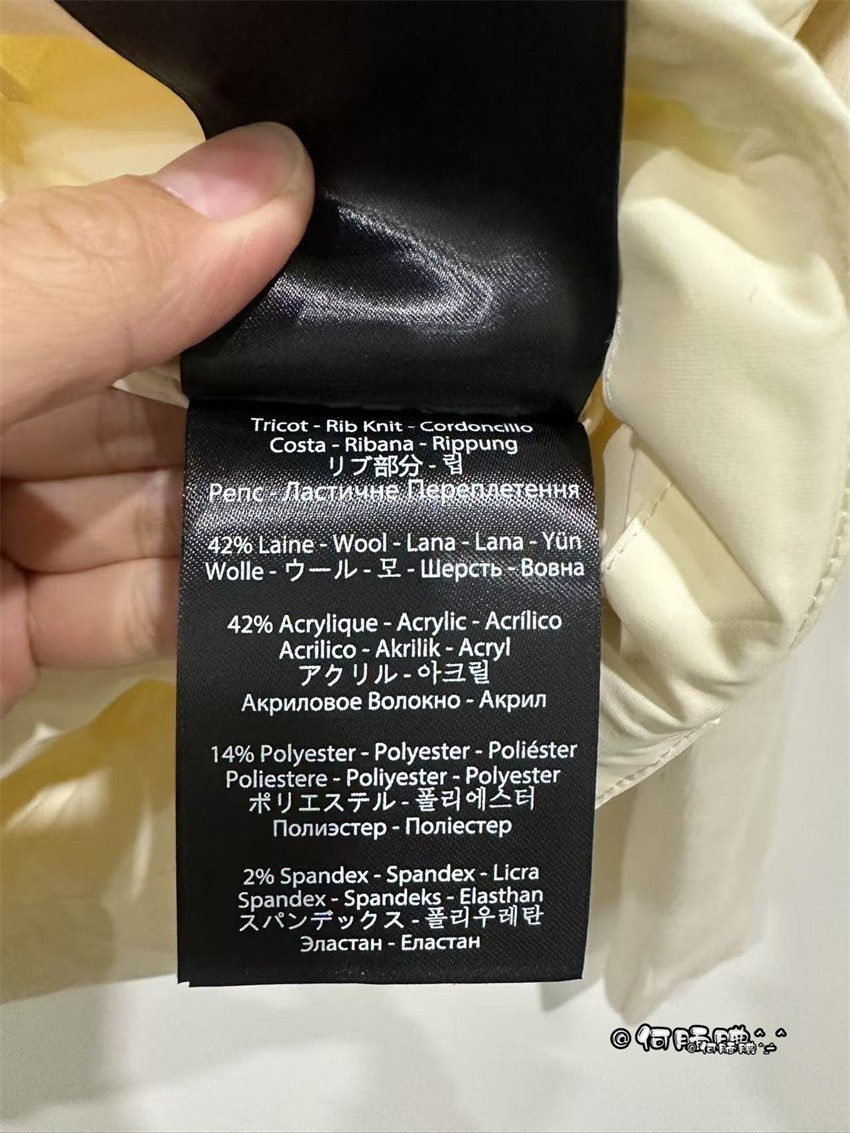 Tricot - Rib Knit - Cordoncillo
Costa - Ribana - Rippung
リブ部分 - 립
Репс - Ластичне Переплетення
42% Laine - Wool - Lana - Lana - Yün
Wolle - ウール - 모 - Шерсть - Вовна
42% Acrylique - Acrylic - Acrílico
Acrilico - Akrilik - Acryl
アクリル - 아크릴
Акриловое Волокно - Акрил
14% Polyester - Polyester - Poliéster
Poliestere - Poliyester - Polyester
ポリエステル - 폴리에스터
Полиэстер - Поліестер
2% Spandex - Spandex - Licra
Spandex - Spandeks - Elasthan
スパンデックス - 폴리우레탄
Эластан - Еластан